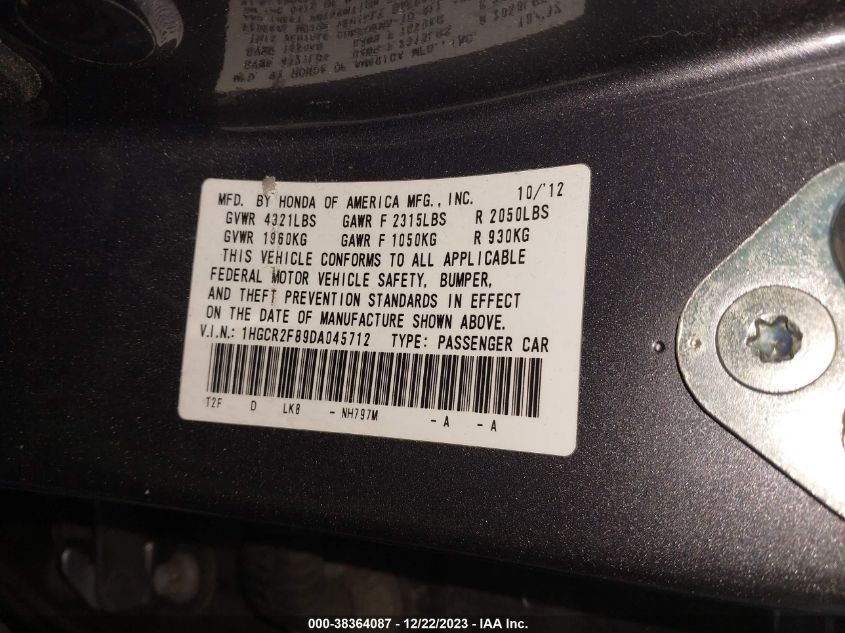 MFD. BY HONDA OF AMERICA MFG., INC. 10/'12
GVWR 4321LBS GAWR F 2315LBS R 2050LBS
GVWR 1960KG GAWR F 1050KG R 930KG
THIS VEHICLE CONFORMS TO ALL APPLICABLE
FEDERAL MOTOR VEHICLE SAFETY, BUMPER,
AND THEFT PREVENTION STANDARDS IN EFFECT
ON THE DATE OF MANUFACTURE SHOWN ABOVE.
V.I.N.: 1HGCR2F89DA045712 TYPE: PASSENGER CAR
T2F D LK8 - NH797M - A - A
000-38364087 - 12/22/2023 - IAA Inc.